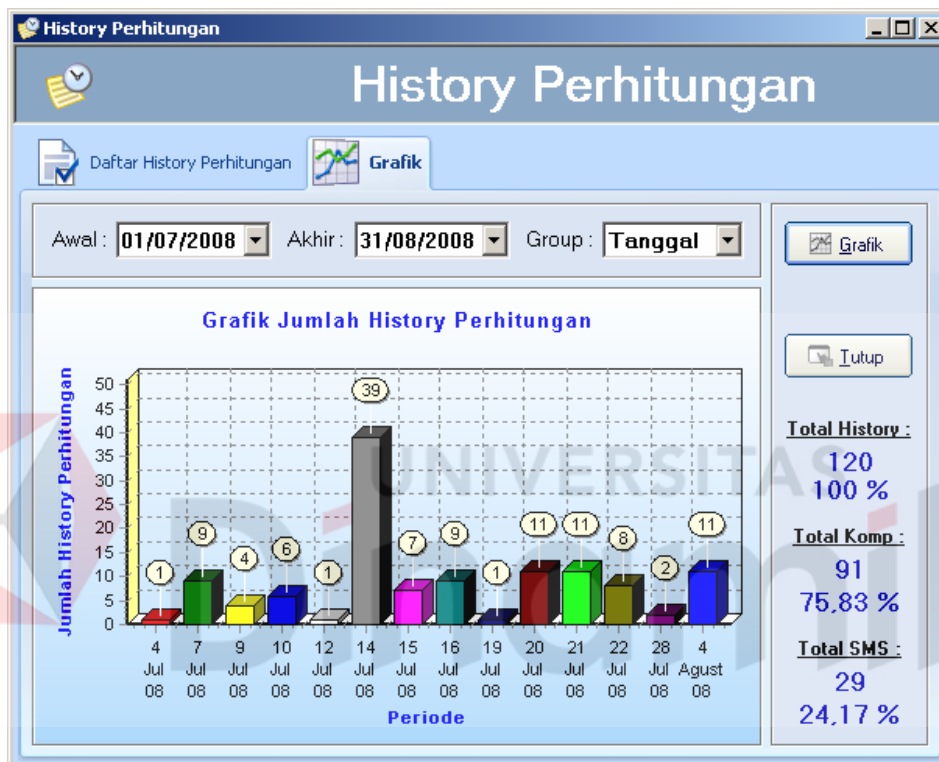 History Perhitungan
History Perhitungan
Daftar History Perhitungan Grafik
Awal : 01/07/2008 Akhir : 31/08/2008 Group : Tanggal
Grafik
Tutup
Grafik Jumlah History Perhitungan
Jumlah History Perhitungan
50
45
40
35
30
25
20
15
10
5
0
1 9 4 6 1 39 7 9 1 11 11 8 2 11
4 7 9 10 12 14 15 16 19 20 21 22 28 4
Jul Jul Jul Jul Jul Jul Jul Jul Jul Jul Jul Jul Jul Agust
08 08 08 08 08 08 08 08 08 08 08 08 08 08
Periode
Total History :
120
100 %
Total Komp :
91
75,83 %
Total SMS :
29
24,17 %
UNIVERSITAS